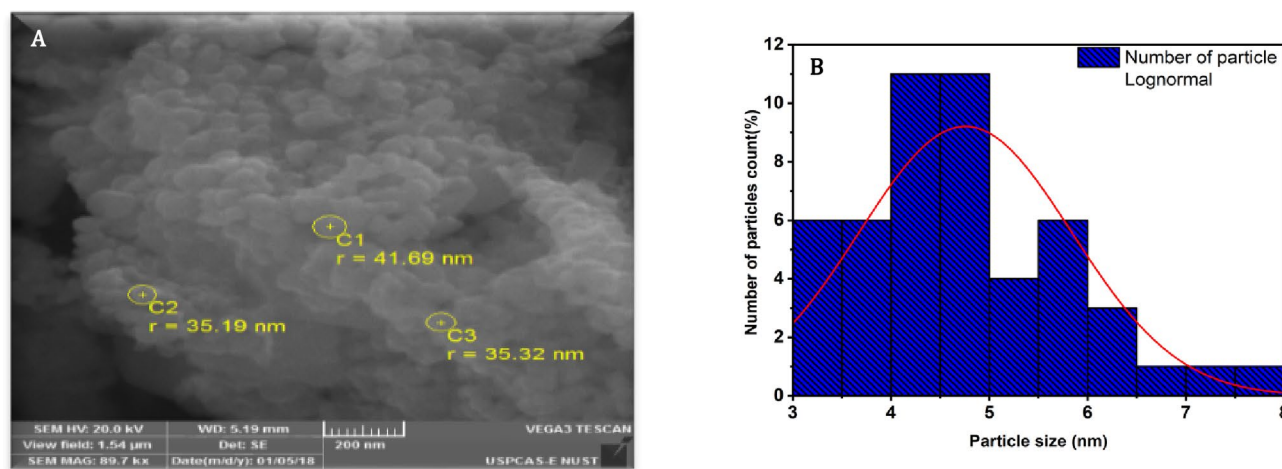 A
C1
r = 41.69 nm
C2
r = 35.19 nm
C3
r = 35.32 nm
SEM HV: 20.0 kV
WD: 5.19 mm
VEGA3 TESCAN
View field: 1.54 µm
Det: SE
200 nm
SEM MAG: 89.7 kx
Date(m/d/y): 01/05/18
USPCAS-E NUST
B
Number of particle
Lognormal
Number of particles count(%)
12
10
8
6
4
2
0
3
4
5
6
7
8
Particle size (nm)